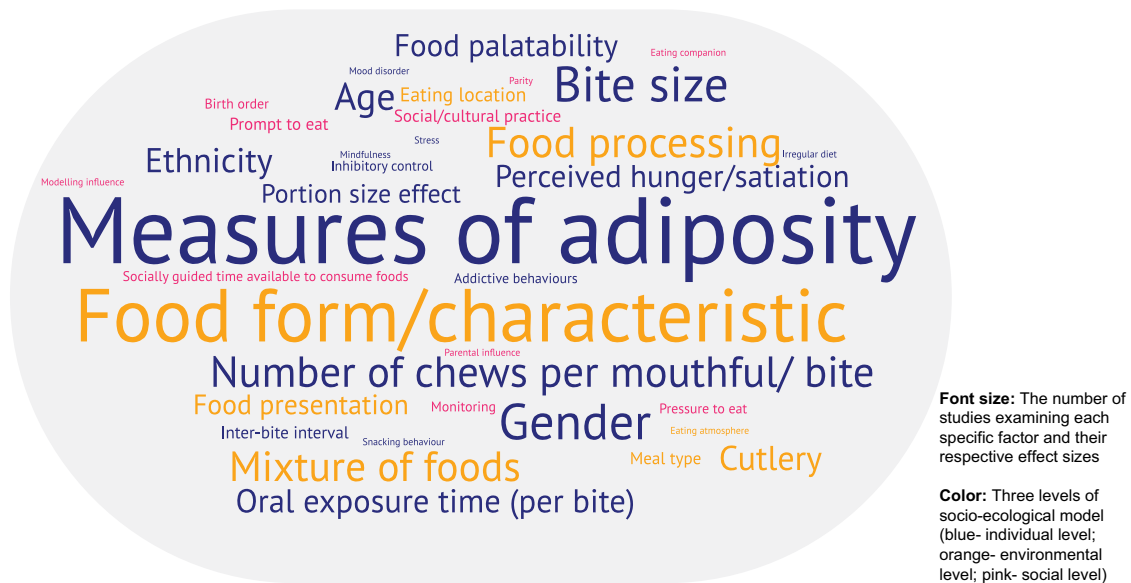 Food palatability
Eating companion
Mood disorder
Parity
Bite size
Age
Eating location
Birth order
Social/cultural practice
Prompt to eat
Stress
Food processing
Ethnicity
Mindfulness
Irregular diet
Inhibitory control
Perceived hunger/satiation
Modelling influence
Portion size effect
Measures of adiposity
Socially guided time available to consume foods
Addictive behaviours
Food form/characteristic
Parental influence
Number of chews per mouthful/ bite
Food presentation
Monitoring
Gender
Pressure to eat
Inter-bite interval
Eating atmosphere
Snacking behaviour
Mixture of foods
Meal type
Cutlery
Oral exposure time (per bite)
Font size: The number of
studies examining each
specific factor and their
respective effect sizes
Color: Three levels of
socio-ecological model
(blue- individual level;
orange- environmental
level; pink- social level)